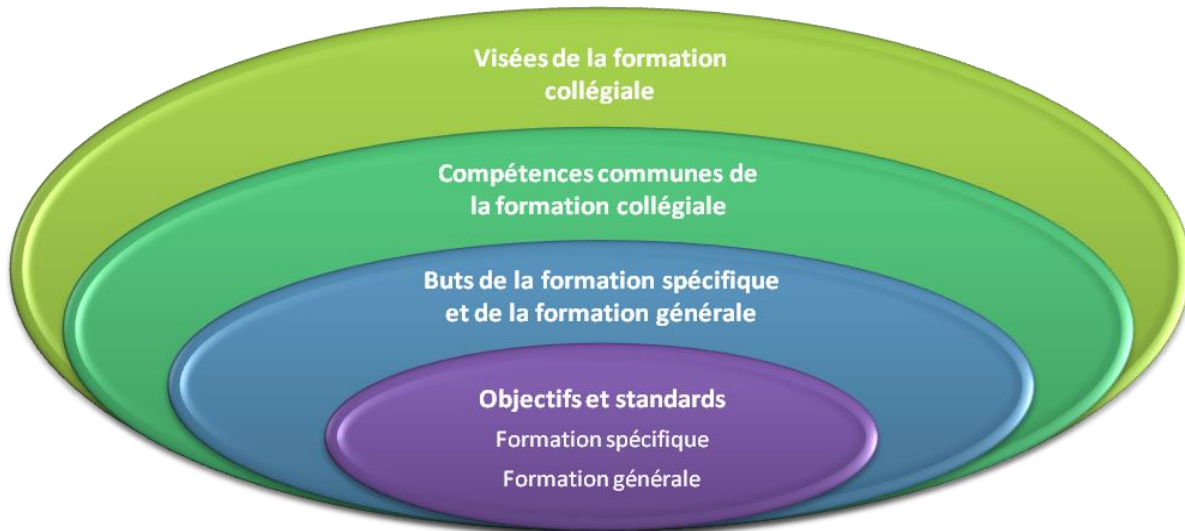 Visées de la formation
collégiale
Compétences communes de
la formation collégiale
Buts de la formation spécifique
et de la formation générale
Objectifs et standards
Formation spécifique
Formation générale